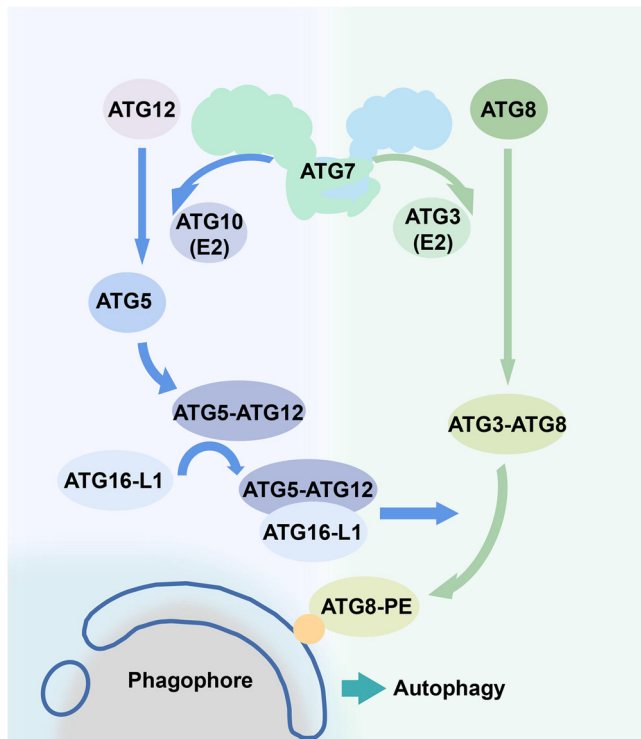 ATG12
ATG7
ATG8
ATG10
(E2)
ATG3
(E2)
ATG5
ATG5-ATG12
ATG3-ATG8
ATG16-L1
ATG5-ATG12
ATG16-L1
ATG8-PE
Phagophore
Autophagy